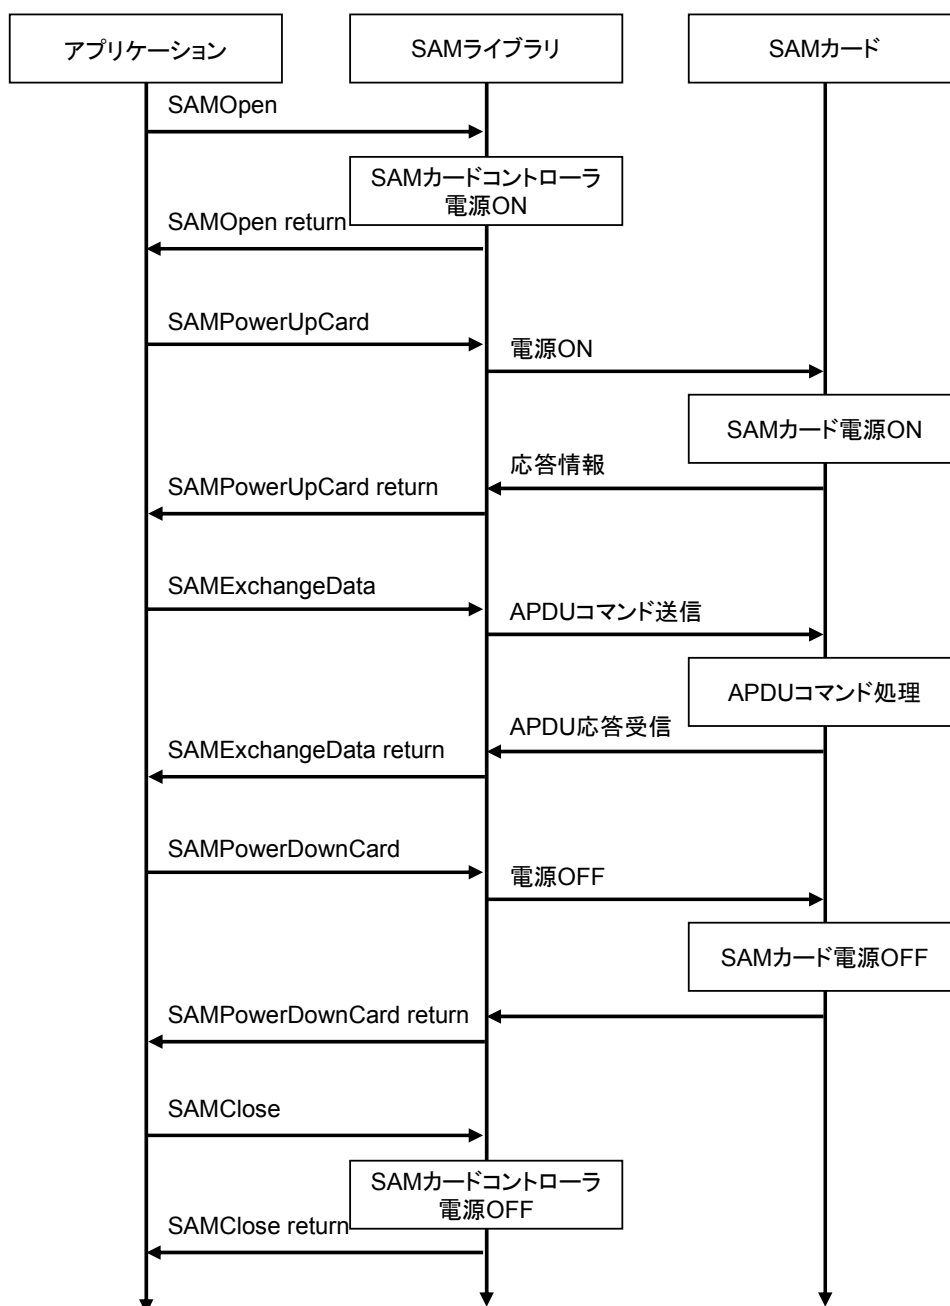 アプリケーション
SAMライブラリ
SAMカード
SAMOpen
SAMカードコントローラ
電源ON
SAMOpen return
SAMPowerUpCard
電源ON
SAMカード電源ON
応答情報
SAMPowerUpCard return
SAMExchangeData
APDUコマンド送信
APDUコマンド処理
APDU応答受信
SAMExchangeData return
SAMPowerDownCard
電源OFF
SAMカード電源OFF
SAMPowerDownCard return
SAMClose
SAMカードコントローラ
電源OFF
SAMClose return